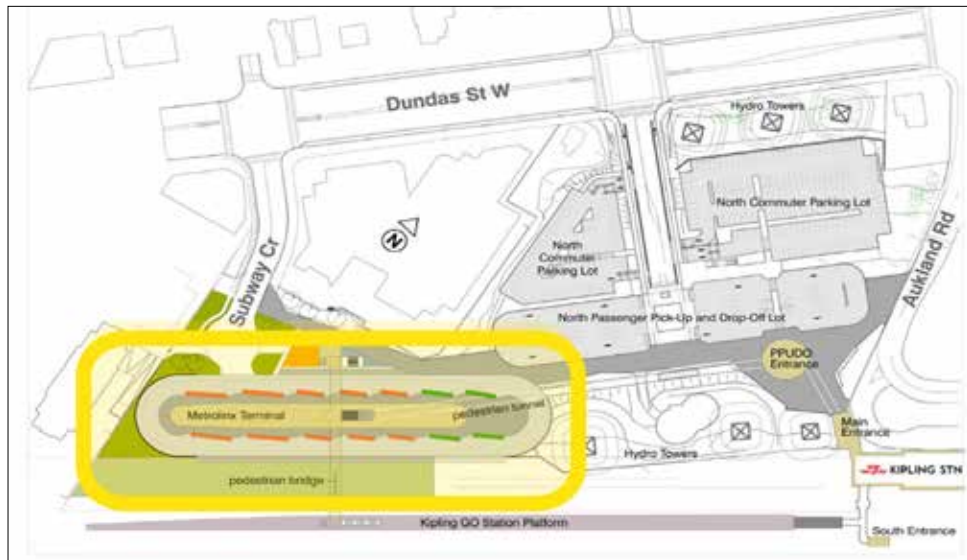 Dundas St W
Hydro Towers
North Commuter Parking Lot
N
North
Commuter
Parking Lot
Subway Cr
Aukland Rd
North Passenger Pick-Up and Drop-Off Lot
PPUDO
Entrance
Metrolinx Terminal
pedestrian tunnel
Main
Entrance
Hydro Towers
KIPLING STN
pedestrian bridge
Kipling GO Station Platform
South Entrance